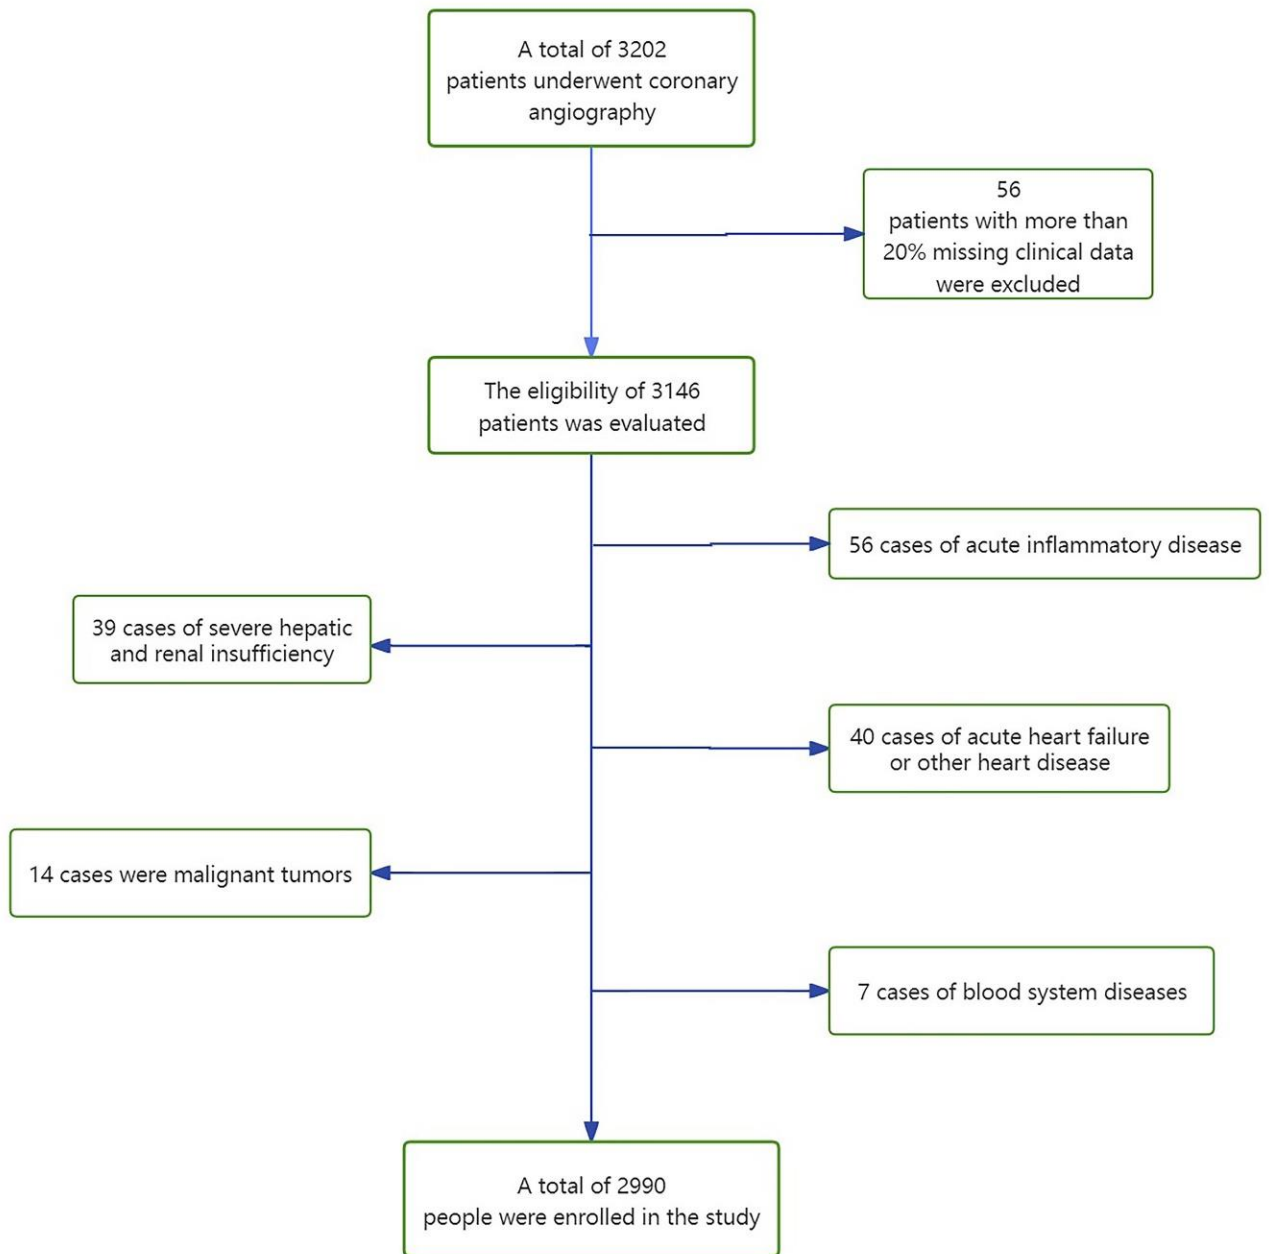 A total of 3202
patients underwent coronary
angiography
56
patients with more than
20% missing clinical data
were excluded
The eligibility of 3146
patients was evaluated
56 cases of acute inflammatory disease
39 cases of severe hepatic
and renal insufficiency
40 cases of acute heart failure
or other heart disease
14 cases were malignant tumors
7 cases of blood system diseases
A total of 2990
people were enrolled in the study